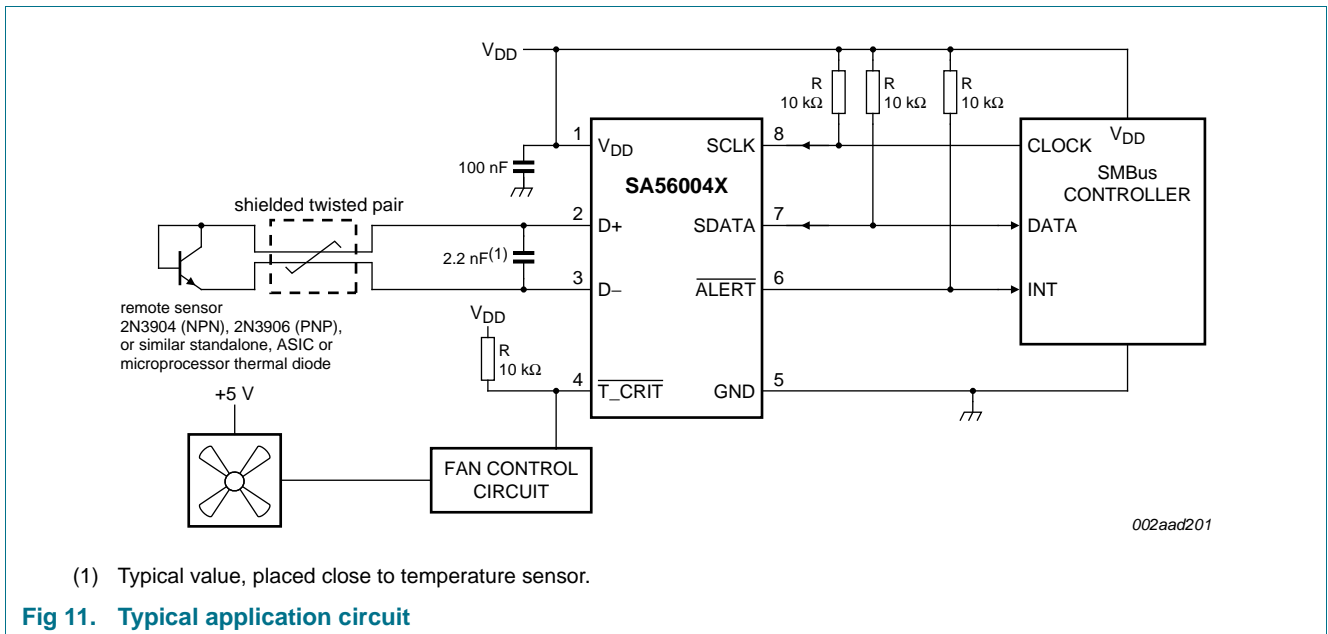 VDD
R
10 kΩ
R
10 kΩ
R
10 kΩ
1
VDD
SCLK
8
CLOCK
VDD
100 nF
SA56004X
SMBus
CONTROLLER
shielded twisted pair
2
D+
SDATA
7
DATA
2.2 nF(1)
3
D−
ALERT
6
INT
remote sensor
2N3904 (NPN), 2N3906 (PNP),
or similar standalone, ASIC or
microprocessor thermal diode
VDD
R
10 kΩ
4
T_CRIT
GND
5
+5 V
FAN CONTROL
CIRCUIT
002aad201
(1) Typical value, placed close to temperature sensor.
Fig 11. Typical application circuit